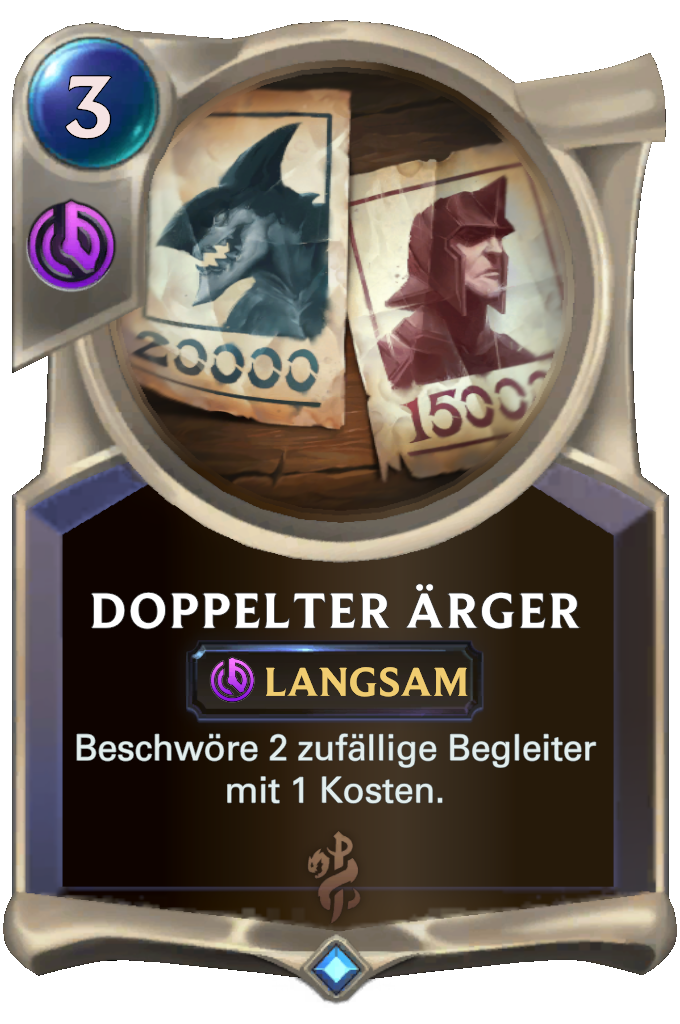 3
20000
1500
DOPPELTER ÄRGER
LANGSAM
Beschwöre 2 zufällige Begleiter
mit 1 Kosten.